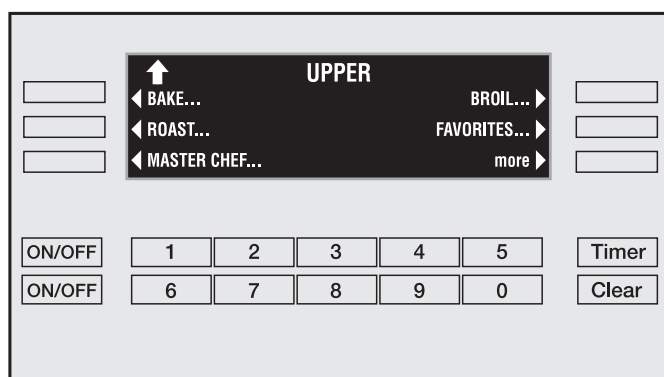 UPPER
BAKE... BROIL...
ROAST... FAVORITES...
MASTER CHEF... more
ON/OFF 1 2 3 4 5 Timer
ON/OFF 6 7 8 9 0 Clear